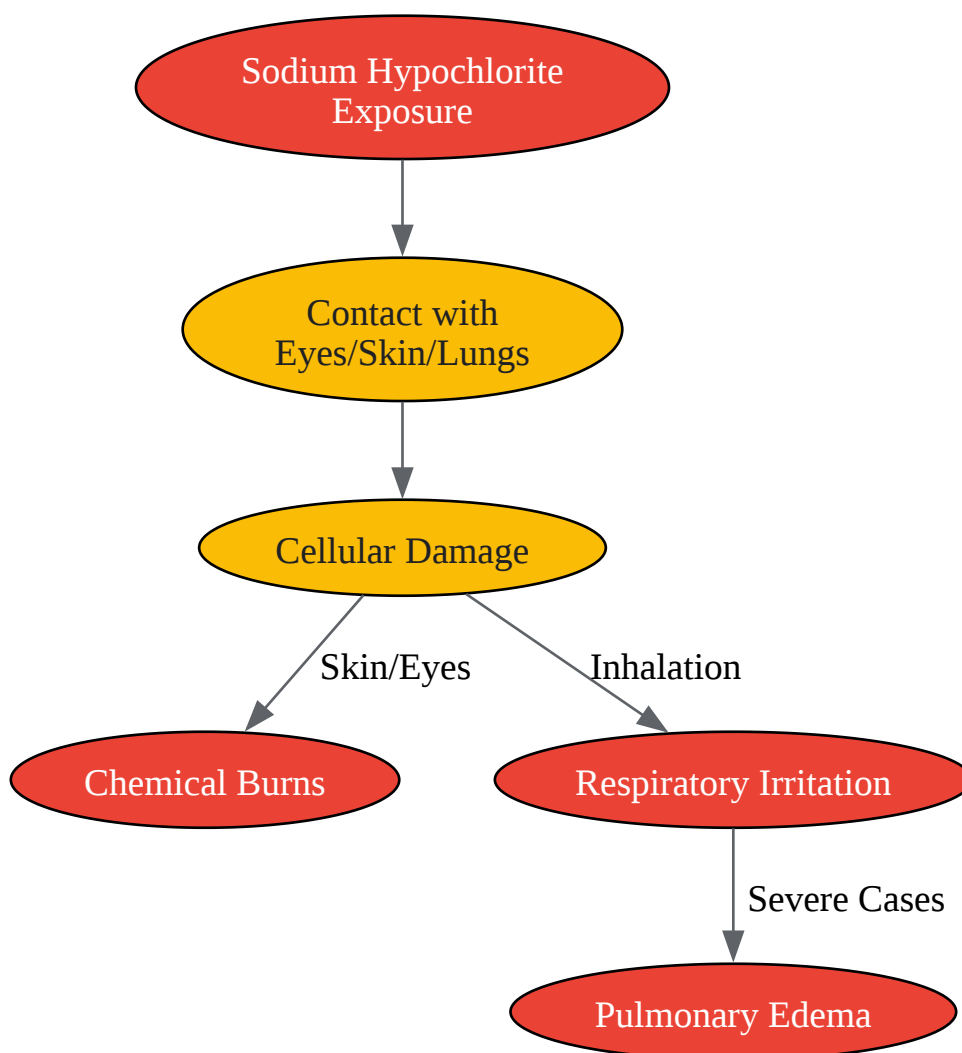 Sodium Hypochlorite
Exposure
Contact with
Eyes/Skin/Lungs
Cellular Damage
Skin/Eyes
Inhalation
Chemical Burns
Respiratory Irritation
Severe Cases
Pulmonary Edema